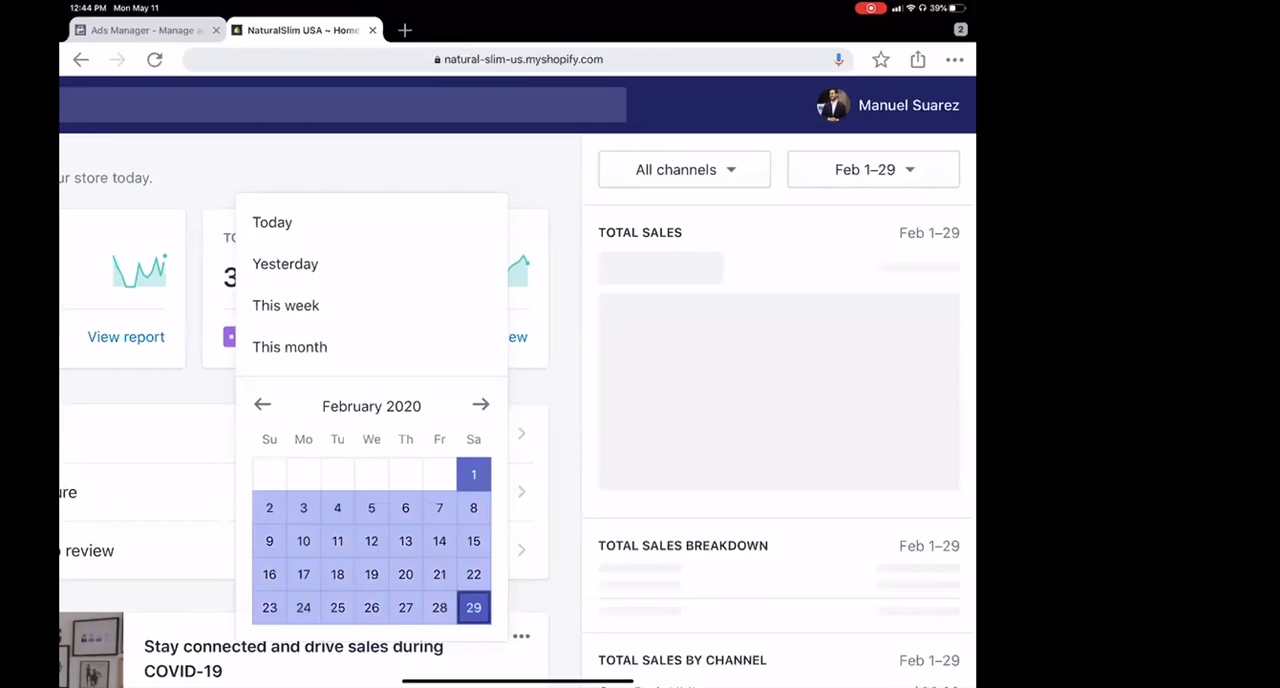 12:44 PM Mon May 11
39%
Ads Manager - Manage a
NaturalSlim USA ~ Home
2
natural-slim-us.myshopify.com
Manuel Suarez
ur store today.
All channels
Feb 1–29
TOTAL SALES
Feb 1–29
TO
3
View report
ew
Today
Yesterday
This week
This month
February 2020
Su Mo Tu We Th Fr Sa
1
2 3 4 5 6 7 8
9 10 11 12 13 14 15
16 17 18 19 20 21 22
23 24 25 26 27 28 29
ure
o review
Stay connected and drive sales during
COVID-19
TOTAL SALES BREAKDOWN
Feb 1–29
TOTAL SALES BY CHANNEL
Feb 1–29